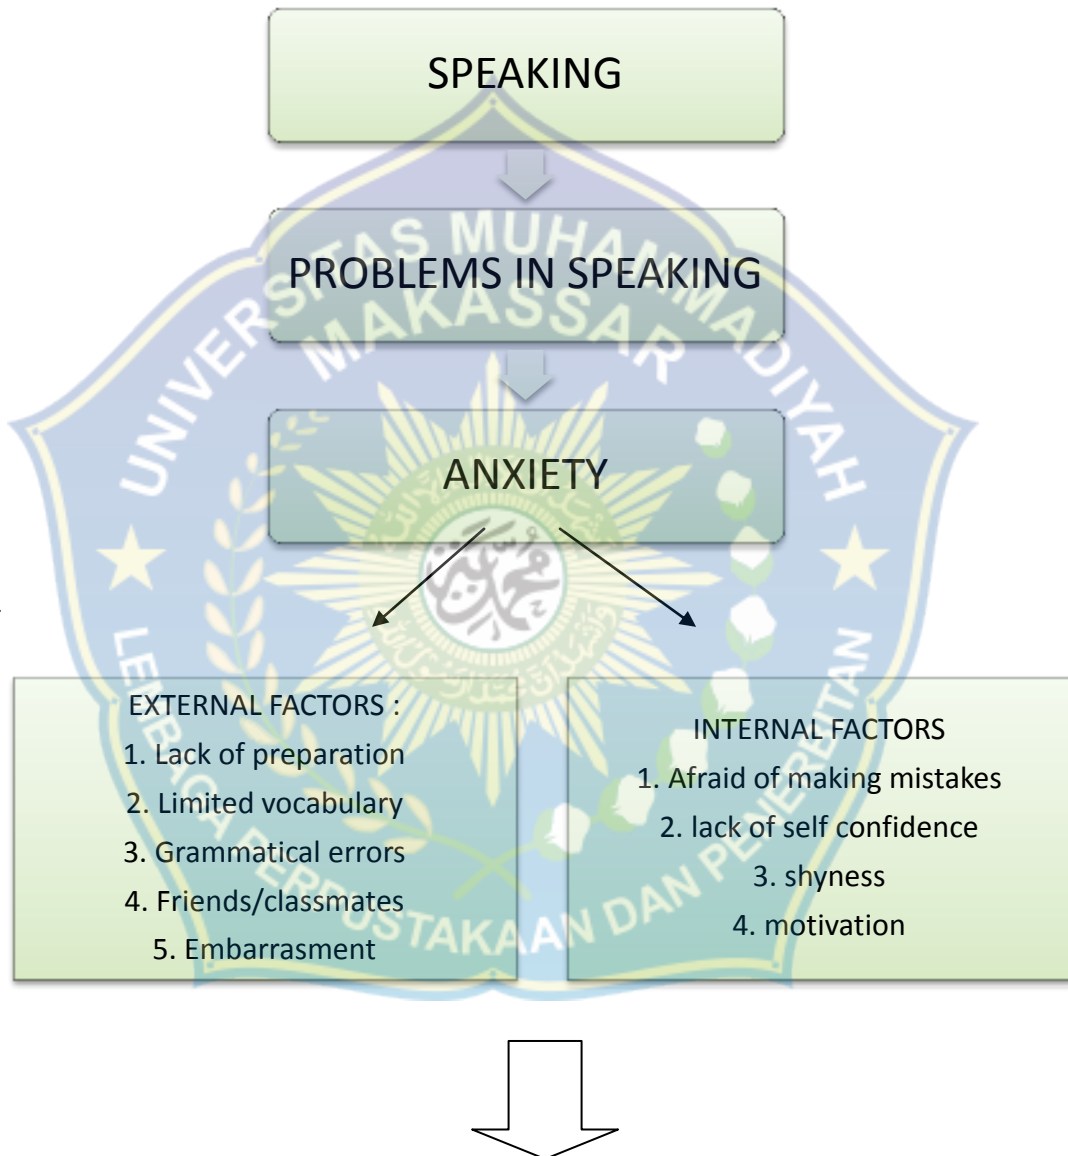 SPEAKING
PROBLEMS IN SPEAKING
ANXIETY
EXTERNAL FACTORS :
1. Lack of preparation
2. Limited vocabulary
3. Grammatical errors
4. Friends/classmates
5. Embarrasment
INTERNAL FACTORS
1. Afraid of making mistakes
2. lack of self confidence
3. shyness
4. motivation
UNIVERSITAS MUHAMMADIYAH
MAKASSAR
LEMBAGA PERPUSTAKAAN DAN PENERBITAN
محمد